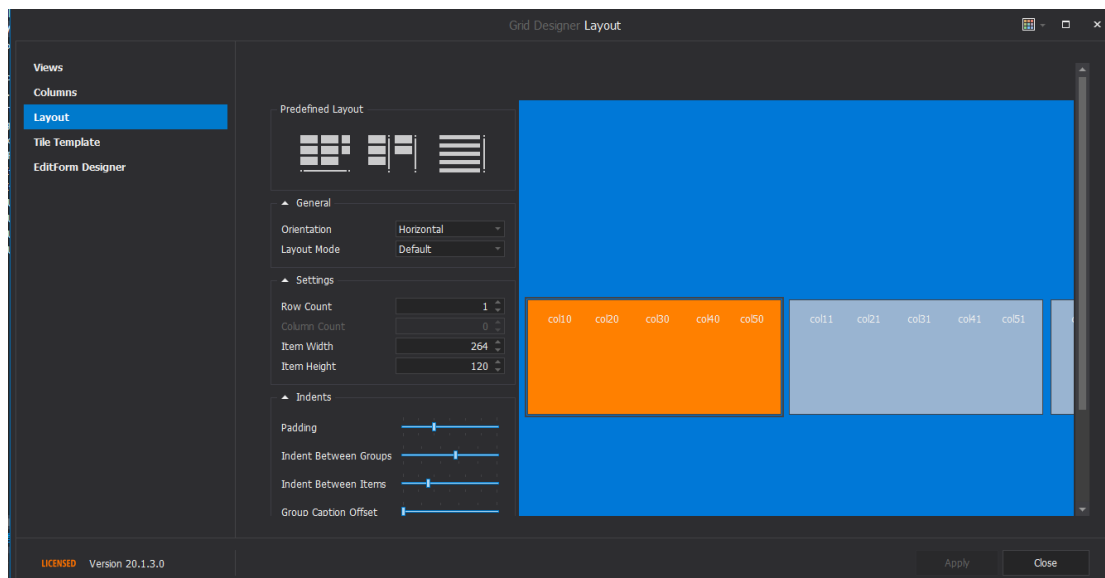 Grid Designer Layout
Views
Columns
Layout
Tile Template
EditForm Designer
Predefined Layout
General
Orientation Horizontal
Layout Mode Default
Settings
Row Count 1
Column Count 0
Item Width 264
Item Height 120
Indents
Padding
Indent Between Groups
Indent Between Items
Group Caption Offset
col10 col20 col30 col40 col50
col11 col21 col31 col41 col51
LICENSED Version 20.1.3.0
Apply Close